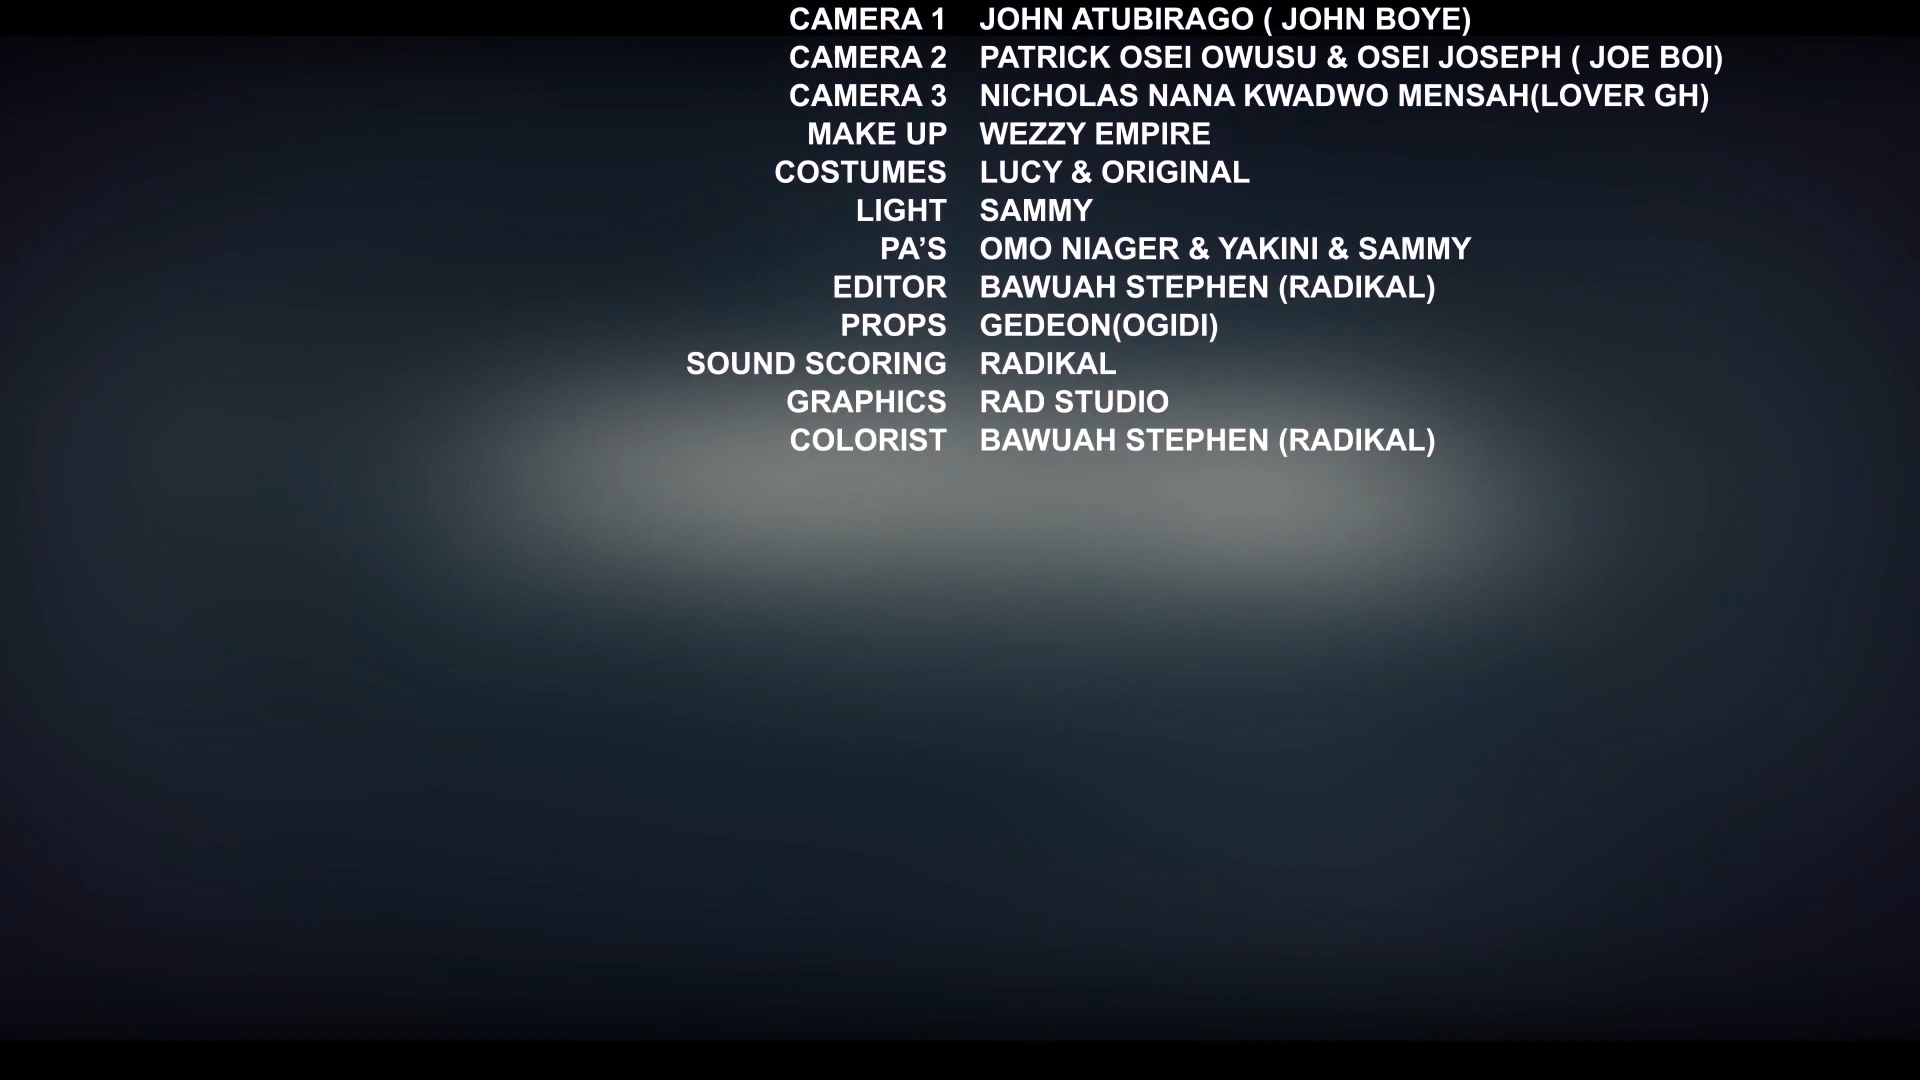 CAMERA 1 JOHN ATUBIRAGO ( JOHN BOYE)
CAMERA 2 PATRICK OSEI OWUSU & OSEI JOSEPH ( JOE BOI)
CAMERA 3 NICHOLAS NANA KWADWO MENSAH(LOVER GH)
MAKE UP WEZZY EMPIRE
COSTUMES LUCY & ORIGINAL
LIGHT SAMMY
PA’S OMO NIAGER & YAKINI & SAMMY
EDITOR BAWUAH STEPHEN (RADIKAL)
PROPS GEDEON(OGIDI)
SOUND SCORING RADIKAL
GRAPHICS RAD STUDIO
COLORIST BAWUAH STEPHEN (RADIKAL)